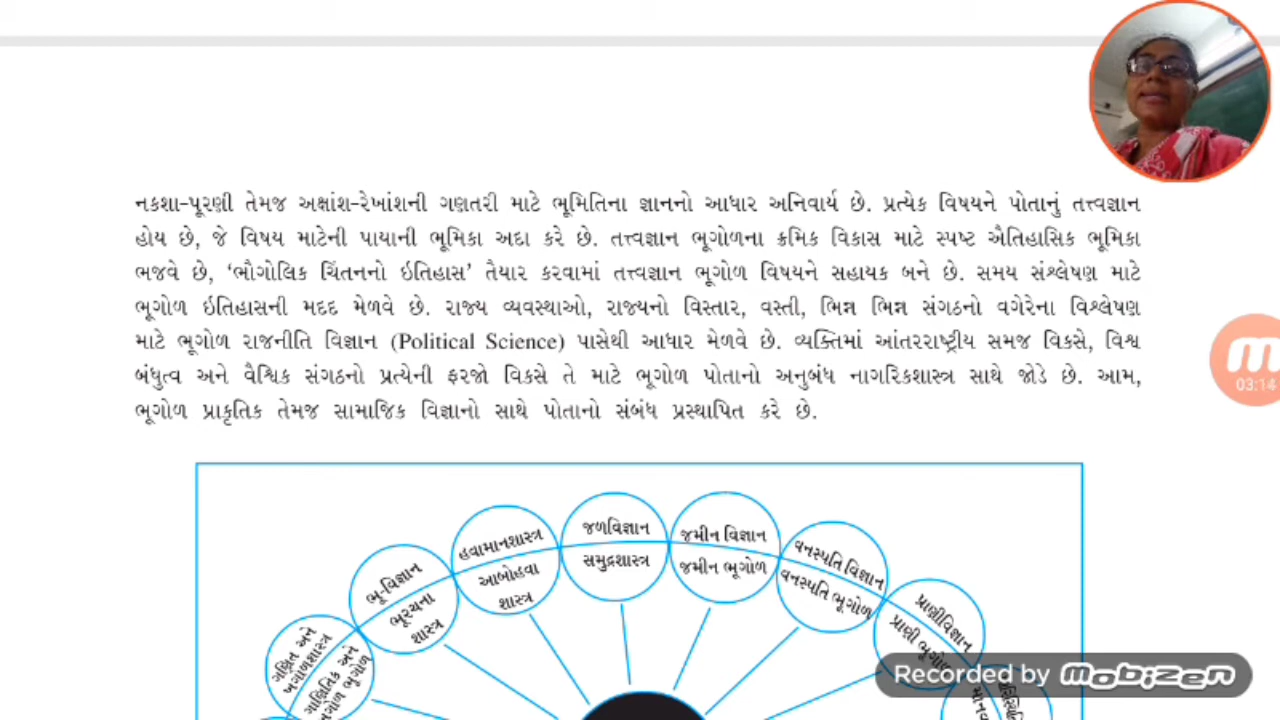 નકશા-પૂરણી તેમજ અક્ષાંશ-રેખાંશની ગણતરી માટે ભૂમિતિના જ્ઞાનનો આધાર અનિવાર્ય છે. પ્રત્યેક વિષયને પોતાનું તત્ત્વજ્ઞાન
હોય છે, જે વિષય માટેની પાયાની ભૂમિકા અદા કરે છે. તત્ત્વજ્ઞાન ભૂગોળના ક્રમિક વિકાસ માટે સ્પષ્ટ ઐતિહાસિક ભૂમિકા
ભજવે છે, ‘ભૌગોલિક ચિંતનનો ઇતિહાસ’ તૈયાર કરવામાં તત્ત્વજ્ઞાન ભૂગોળ વિષયને સહાયક બને છે. સમય સંશ્લેષણ માટે
ભૂગોળ ઇતિહાસની મદદ મેળવે છે. રાજ્ય વ્યવસ્થાઓ, રાજ્યનો વિસ્તાર, વસ્તી, ભિન્ન ભિન્ન સંગઠનો વગેરેના વિશ્લેષણ
માટે ભૂગોળ રાજનીતિ વિજ્ઞાન (Political Science) પાસેથી આધાર મેળવે છે. વ્યક્તિમાં આંતરરાષ્ટ્રીય સમજ વિકસે, વિશ્વ
બંધુત્વ અને વૈશ્વિક સંગઠનો પ્રત્યેની ફરજો વિકસે તે માટે ભૂગોળ પોતાનો અનુબંધ નાગરિકશાસ્ત્ર સાથે જોડે છે. આમ,
ભૂગોળ પ્રાકૃતિક તેમજ સામાજિક વિજ્ઞાનો સાથે પોતાનો સંબંધ પ્રસ્થાપિત કરે છે.
03:14
ગણિત અને
ખગોળશાસ્ત્ર
ગાણિતિક અને
ભૂગોળ
ભૂ-વિજ્ઞાન
ભૂરચના
શાસ્ત્ર
હવામાનશાસ્ત્ર
આબોહવા
શાસ્ત્ર
જળવિજ્ઞાન
સમુદ્રશાસ્ત્ર
જમીન વિજ્ઞાન
જમીન ભૂગોળ
વનસ્પતિ વિજ્ઞાન
વનસ્પતિ ભૂગોળ
પ્રાણીવિજ્ઞાન
પ્રાણી ભૂગોળ
માનવ
Recorded by mobizen